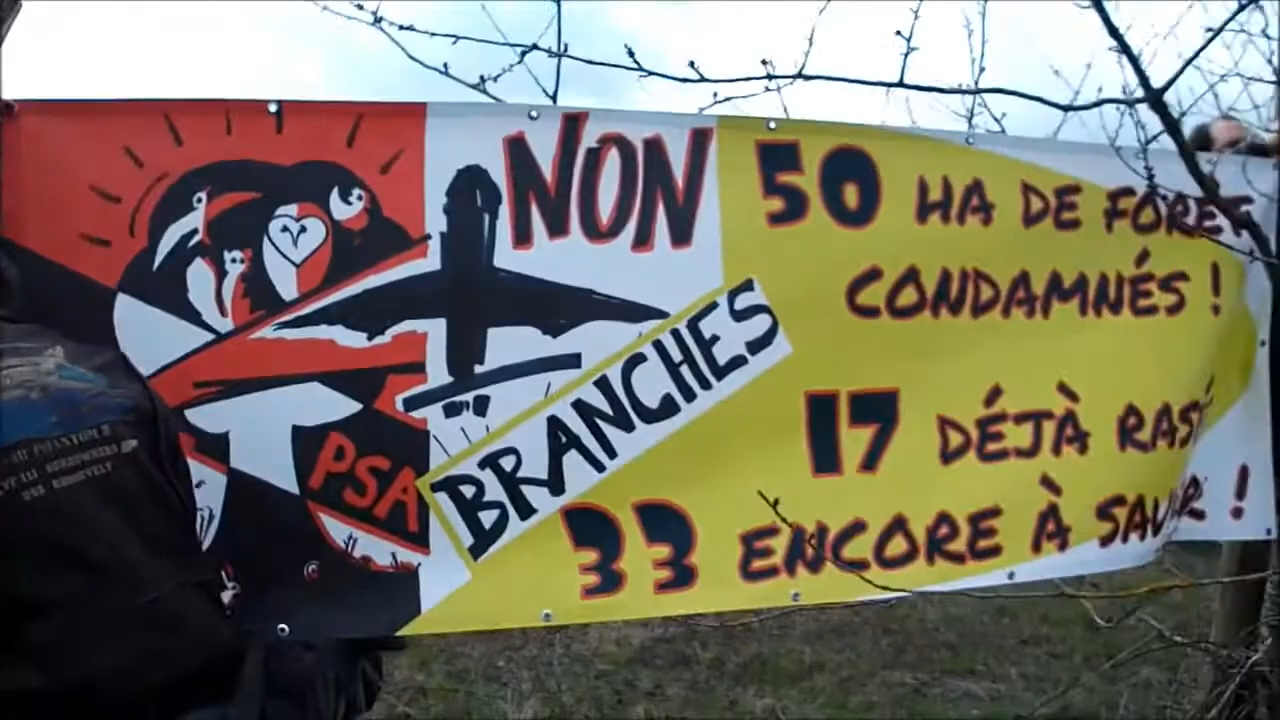 NON
BRANCHES
PSA
50 HA DE FORÊT
CONDAMNÉS !
17 DÉJÀ RASÉ
33 ENCORE À SAUVER !